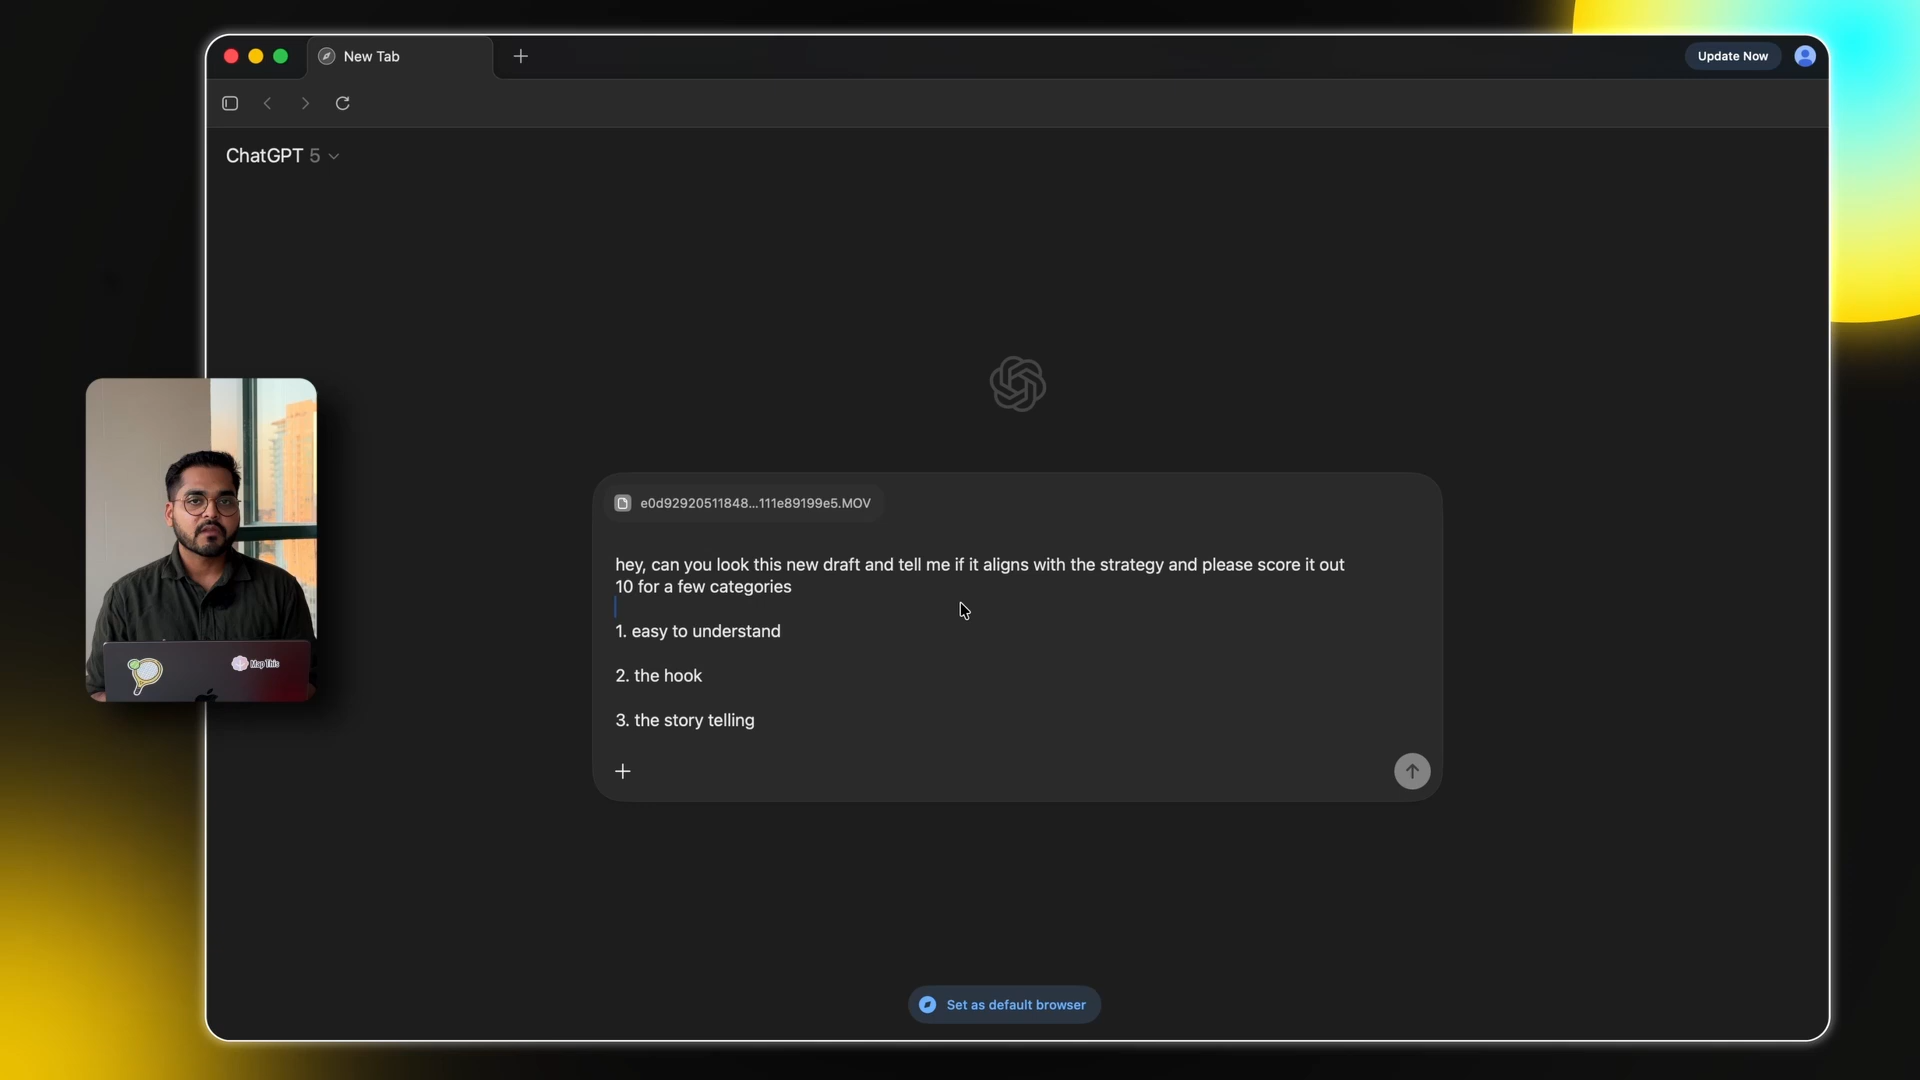 New Tab
Update Now
ChatGPT 5
e0d92920511848...111e89199e5.MOV
hey, can you look this new draft and tell me if it aligns with the strategy and please score it out
10 for a few categories
1. easy to understand
2. the hook
3. the story telling
Map This
Set as default browser